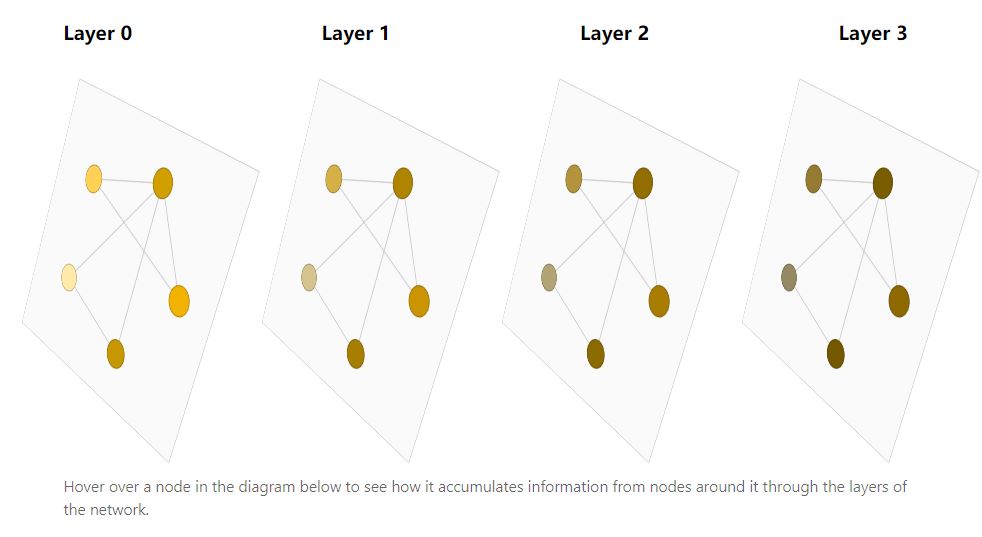 Layer 0 Layer 1 Layer 2 Layer 3
Hover over a node in the diagram below to see how it accumulates information from nodes around it through the layers of
the network.